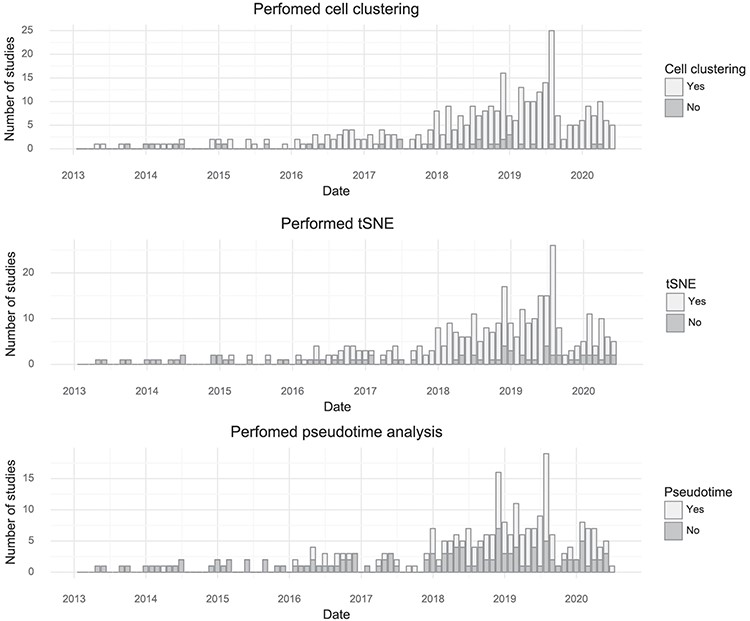 Perfomed cell clustering
Number of studies
25
20
15
10
5
0
2013 2014 2015 2016 2017 2018 2019 2020
Date
Cell clustering
Yes
No
Performed tSNE
Number of studies
20
10
0
2013 2014 2015 2016 2017 2018 2019 2020
Date
tSNE
Yes
No
Perfomed pseudotime analysis
Number of studies
15
10
5
0
2013 2014 2015 2016 2017 2018 2019 2020
Date
Pseudotime
Yes
No